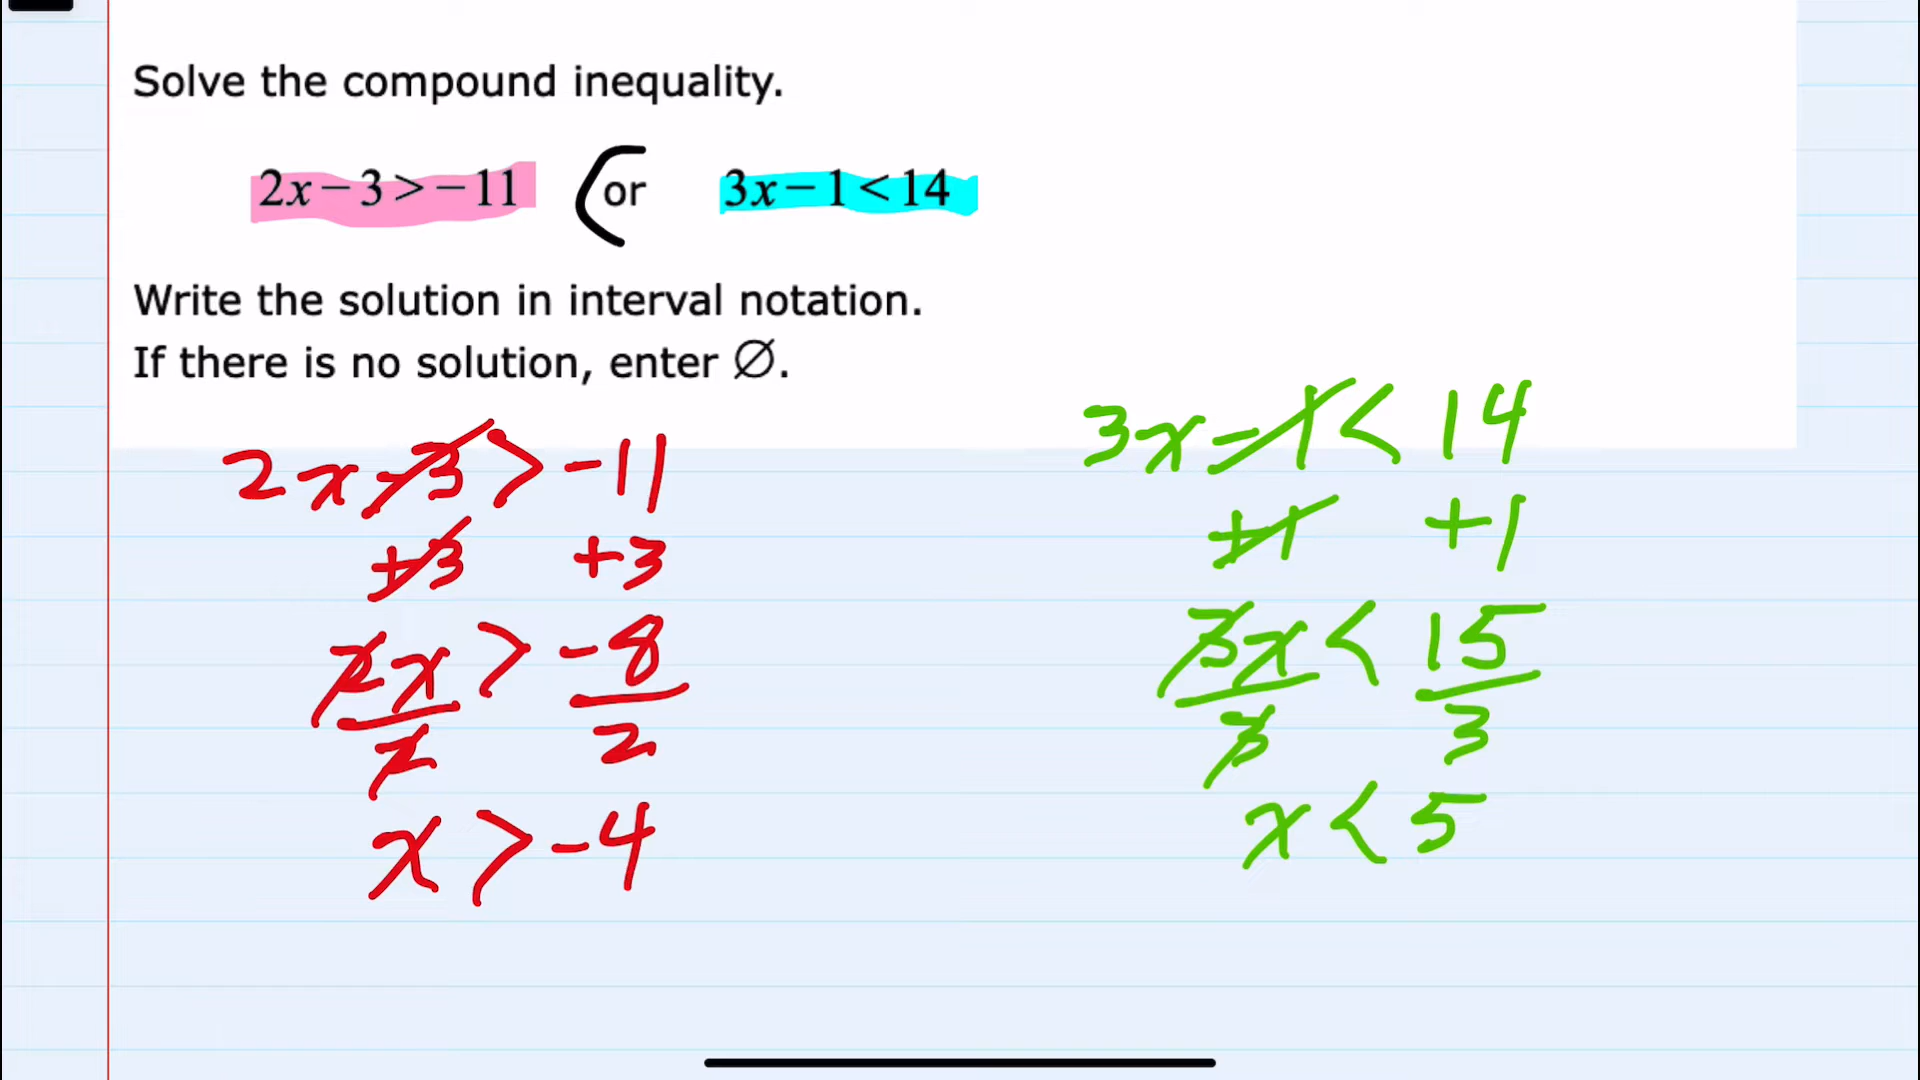 Solve the compound inequality.
2x−3>−11 or 3x−1<14
Write the solution in interval notation.
If there is no solution, enter ∅.
2x-3>-11
+3 +3
2x > -8
2 2
x > -4
3x-1< 14
+1 +1
3x < 15
3 3
x < 5